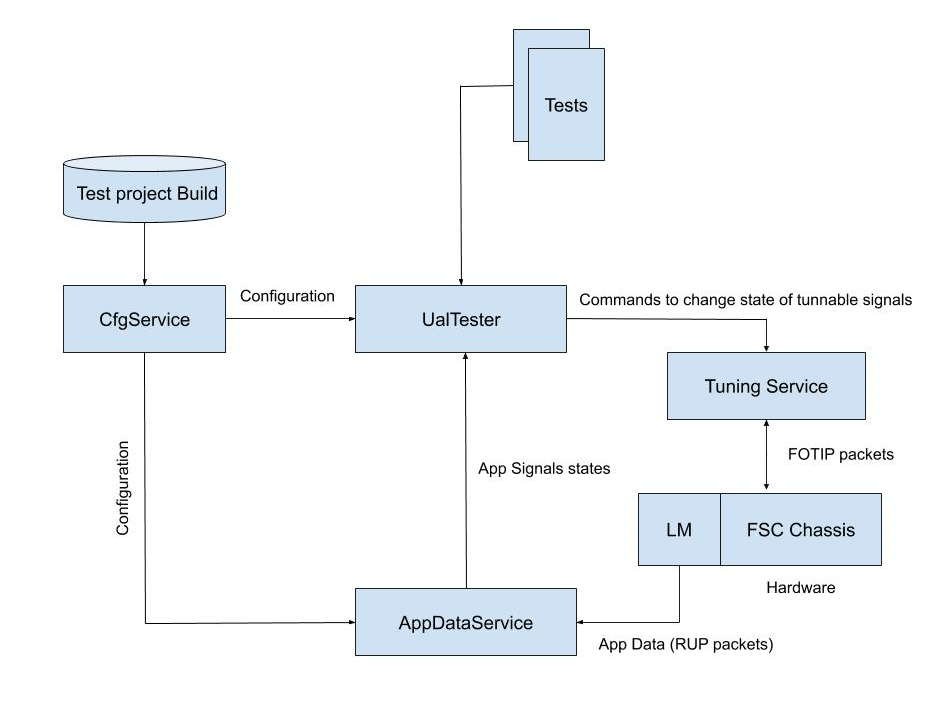 Tests
Test project Build
Configuration
Commands to change state of tunnable signals
CfgService
UalTester
Tuning Service
FOTIP packets
Configuration
App Signals states
LM
FSC Chassis
Hardware
AppDataService
App Data (RUP packets)